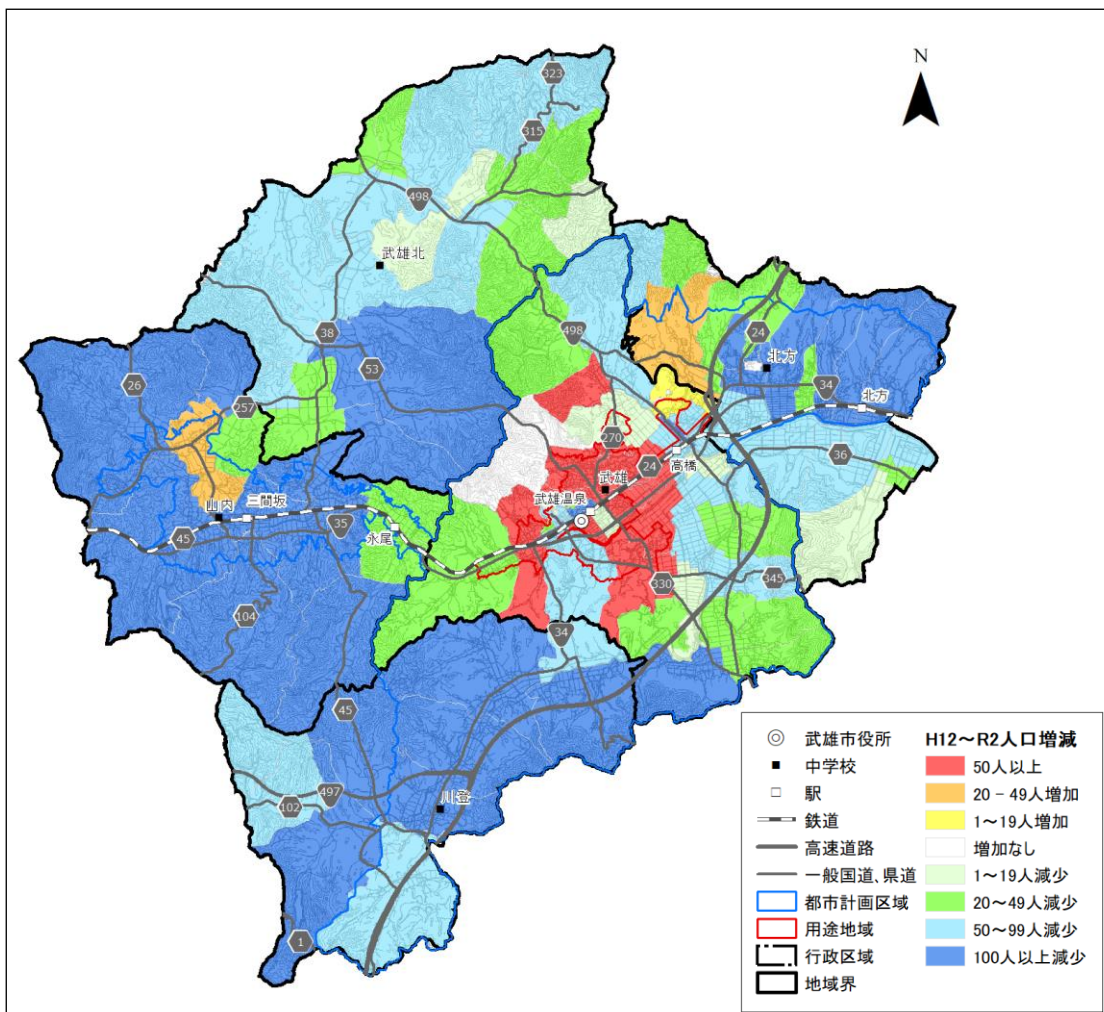 N
323
315
498
武雄北
38
53
26
257
498
24
北方
34
北方
36
270
24
高橋
武雄
武雄温泉
山内
三間坂
45
35
永尾
104
330
345
34
45
497
102
川登
1
武雄市役所
中学校
駅
鉄道
高速道路
一般国道、県道
都市計画区域
用途地域
行政区域
地域界
H12～R2人口増減
50人以上
20 - 49人増加
1～19人増加
増加なし
1～19人減少
20～49人減少
50～99人減少
100人以上減少